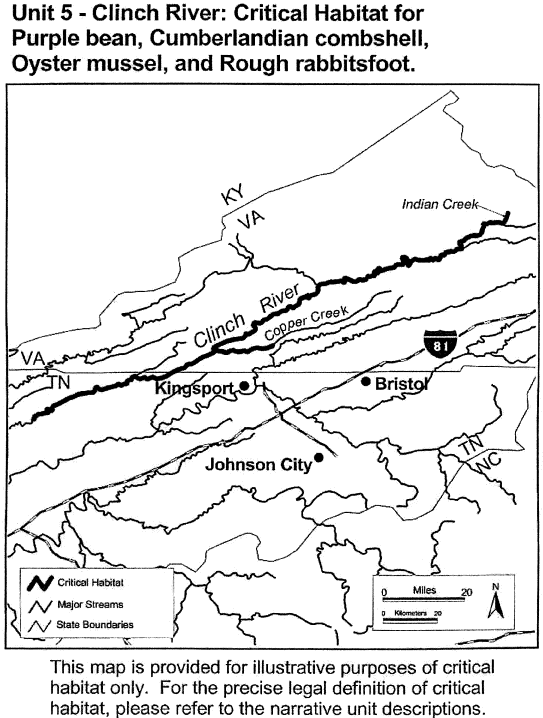 Unit 5 - Clinch River: Critical Habitat for
Purple bean, Cumberlandian combshell,
Oyster mussel, and Rough rabbitsfoot.
KY
VA
Indian Creek
Clinch River
Copper Creek
81
VA
TN
Kingsport
Bristol
Johnson City
TN
NC
Critical Habitat
Major Streams
State Boundaries
Miles
0 20
Kilometers
0 20
N
This map is provided for illustrative purposes of critical
habitat only. For the precise legal definition of critical
habitat, please refer to the narrative unit descriptions.